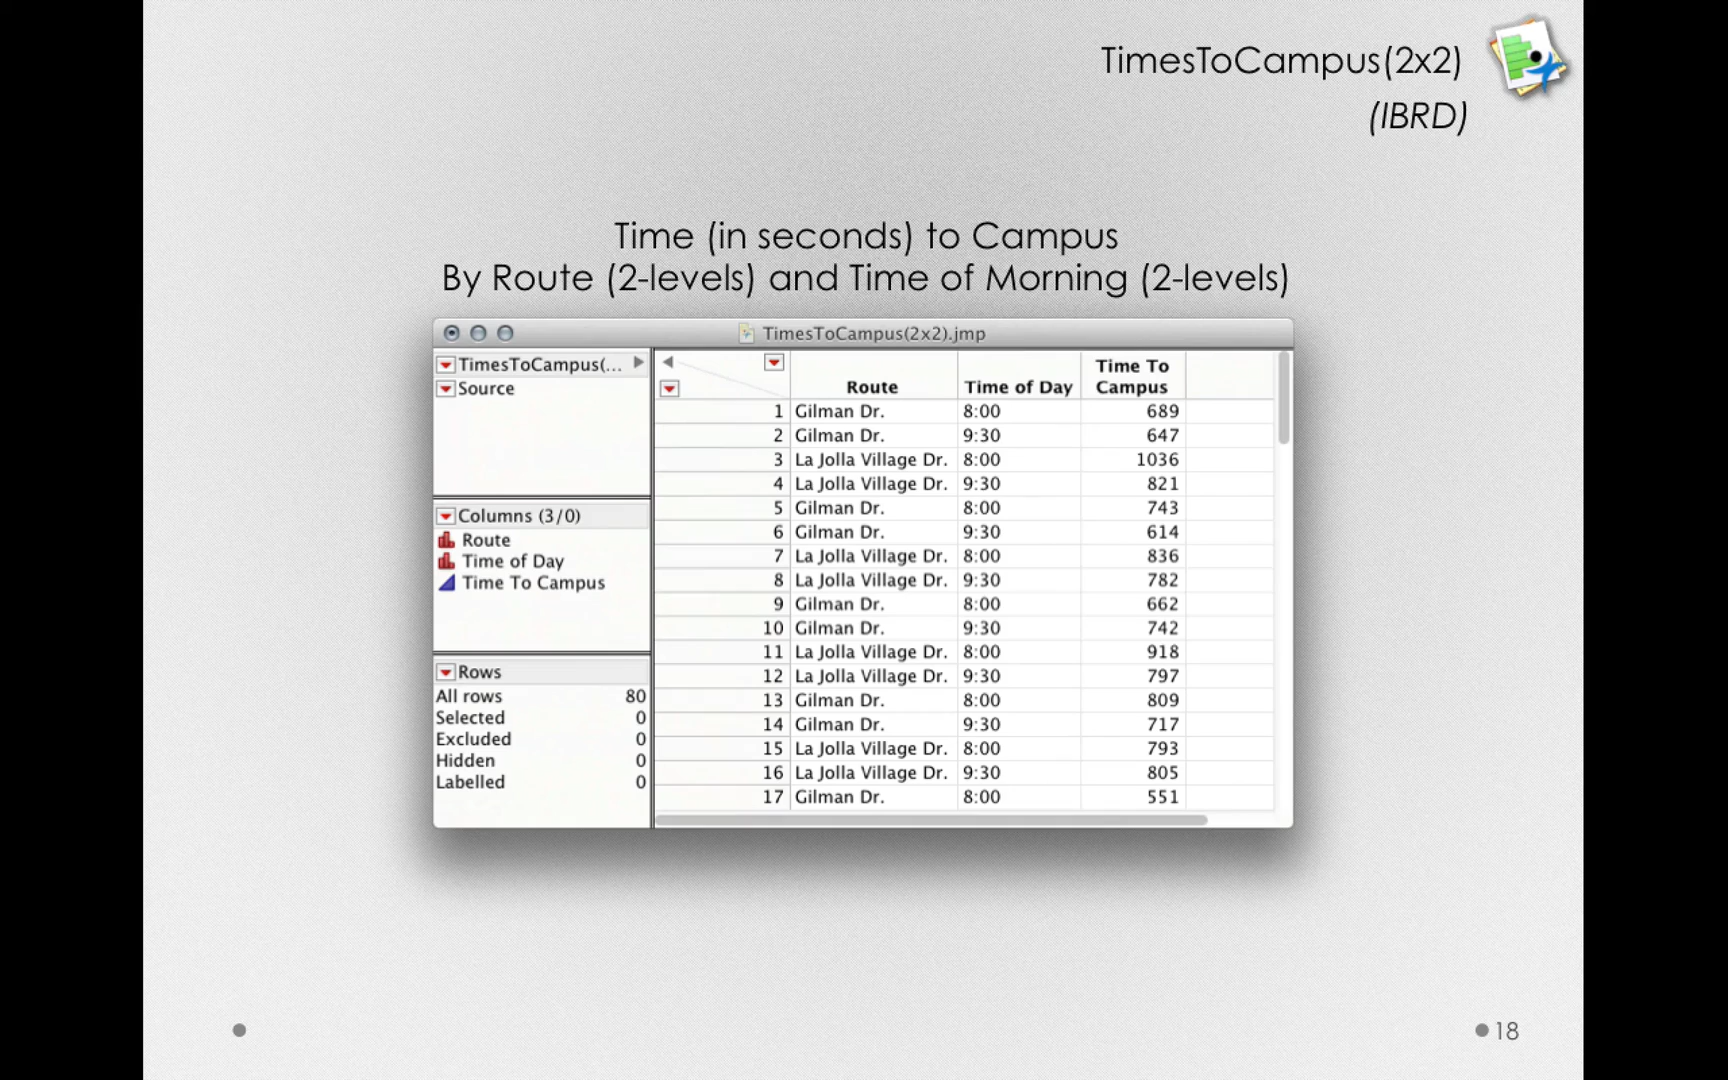 TimesToCampus(2x2)
(IBRD)
Time (in seconds) to Campus
By Route (2-levels) and Time of Morning (2-levels)
TimesToCampus(2x2).jmp
TimesToCampus(...
Source
Columns (3/0)
Route
Time of Day
Time To Campus
Rows
All rows 80
Selected 0
Excluded 0
Hidden 0
Labelled 0
Route Time of Day Time To Campus
1 Gilman Dr. 8:00 689
2 Gilman Dr. 9:30 647
3 La Jolla Village Dr. 8:00 1036
4 La Jolla Village Dr. 9:30 821
5 Gilman Dr. 8:00 743
6 Gilman Dr. 9:30 614
7 La Jolla Village Dr. 8:00 836
8 La Jolla Village Dr. 9:30 782
9 Gilman Dr. 8:00 662
10 Gilman Dr. 9:30 742
11 La Jolla Village Dr. 8:00 918
12 La Jolla Village Dr. 9:30 797
13 Gilman Dr. 8:00 809
14 Gilman Dr. 9:30 717
15 La Jolla Village Dr. 8:00 793
16 La Jolla Village Dr. 9:30 805
17 Gilman Dr. 8:00 551
18